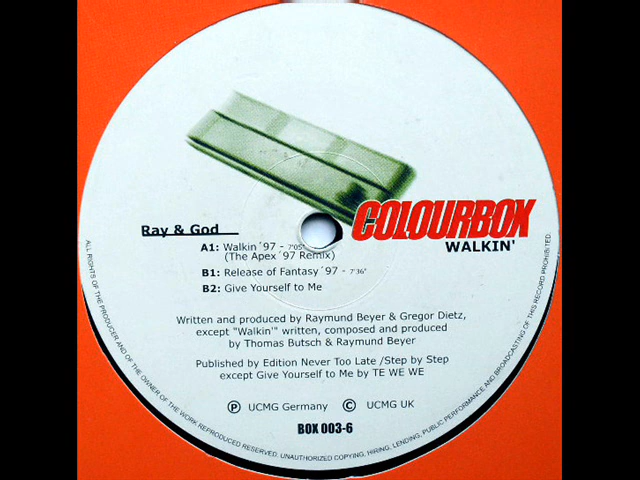 COLOURBOX
WALKIN'
Ray & God
A1: Walkin´97 - 7'05"
(The Apex ´97 Remix)
B1: Release of Fantasy´97 - 7'36"
B2: Give Yourself to Me
Written and produced by Raymund Beyer & Gregor Dietz,
except "Walkin'" written, composed and produced
by Thomas Butsch & Raymund Beyer
Published by Edition Never Too Late /Step by Step
except Give Yourself to Me by TE WE WE
P UCMG Germany C UCMG UK
BOX 003-6
ALL RIGHTS OF THE PRODUCER AND OF THE OWNER OF THE WORK REPRODUCED RESERVED. UNAUTHORIZED COPYING, HIRING, LENDING, PUBLIC PERFORMANCE AND BROADCASTING OF THIS RECORD PROHIBITED.